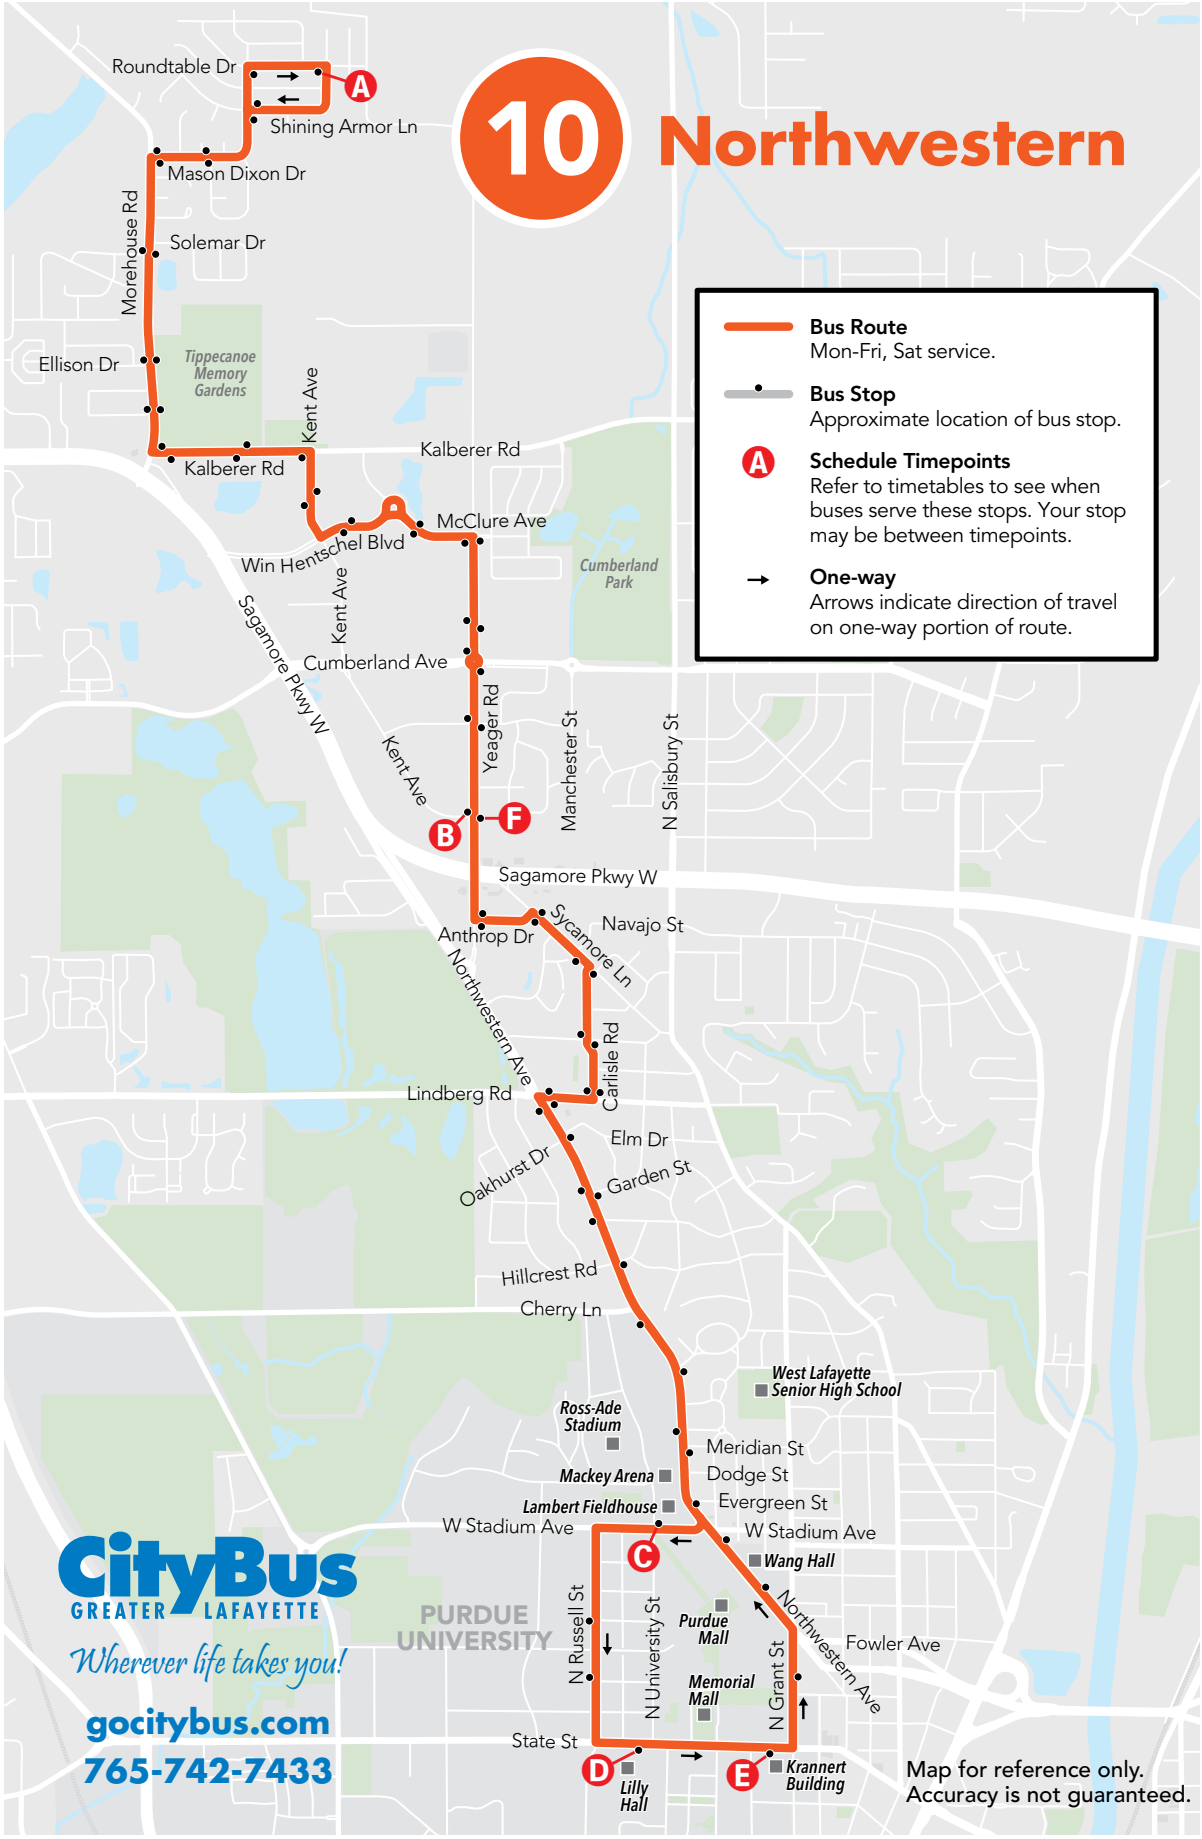 10
Northwestern
Roundtable Dr
A
Shining Armor Ln
Mason Dixon Dr
Morehouse Rd
Solemar Dr
Ellison Dr
Tippecanoe
Memory
Gardens
Kent Ave
Kalberer Rd
Kalberer Rd
McClure Ave
Win Hentschel Blvd
Kent Ave
Cumberland
Park
Sagamore Pkwy W
Cumberland Ave
Yeager Rd
Manchester St
N Salisbury St
Kent Ave
B
F
Sagamore Pkwy W
Anthrop Dr
Sycamore Ln
Navajo St
Northwestern Ave
Carlisle Rd
Lindberg Rd
Elm Dr
Oakhurst Dr
Garden St
Hillcrest Rd
Cherry Ln
West Lafayette
Senior High School
Ross-Ade
Stadium
Meridian St
Mackey Arena
Dodge St
Lambert Fieldhouse
Evergreen St
W Stadium Ave
W Stadium Ave
C
Wang Hall
PURDUE
UNIVERSITY
N Russell St
N University St
Purdue
Mall
Northwestern Ave
Fowler Ave
Memorial
Mall
N Grant St
State St
D
Lilly
Hall
E
Krannert
Building
Bus Route
Mon-Fri, Sat service.
Bus Stop
Approximate location of bus stop.
A
Schedule Timepoints
Refer to timetables to see when
buses serve these stops. Your stop
may be between timepoints.
One-way
Arrows indicate direction of travel
on one-way portion of route.
CityBus
GREATER LAFAYETTE
Wherever life takes you!
gocitybus.com
765-742-7433
Map for reference only.
Accuracy is not guaranteed.